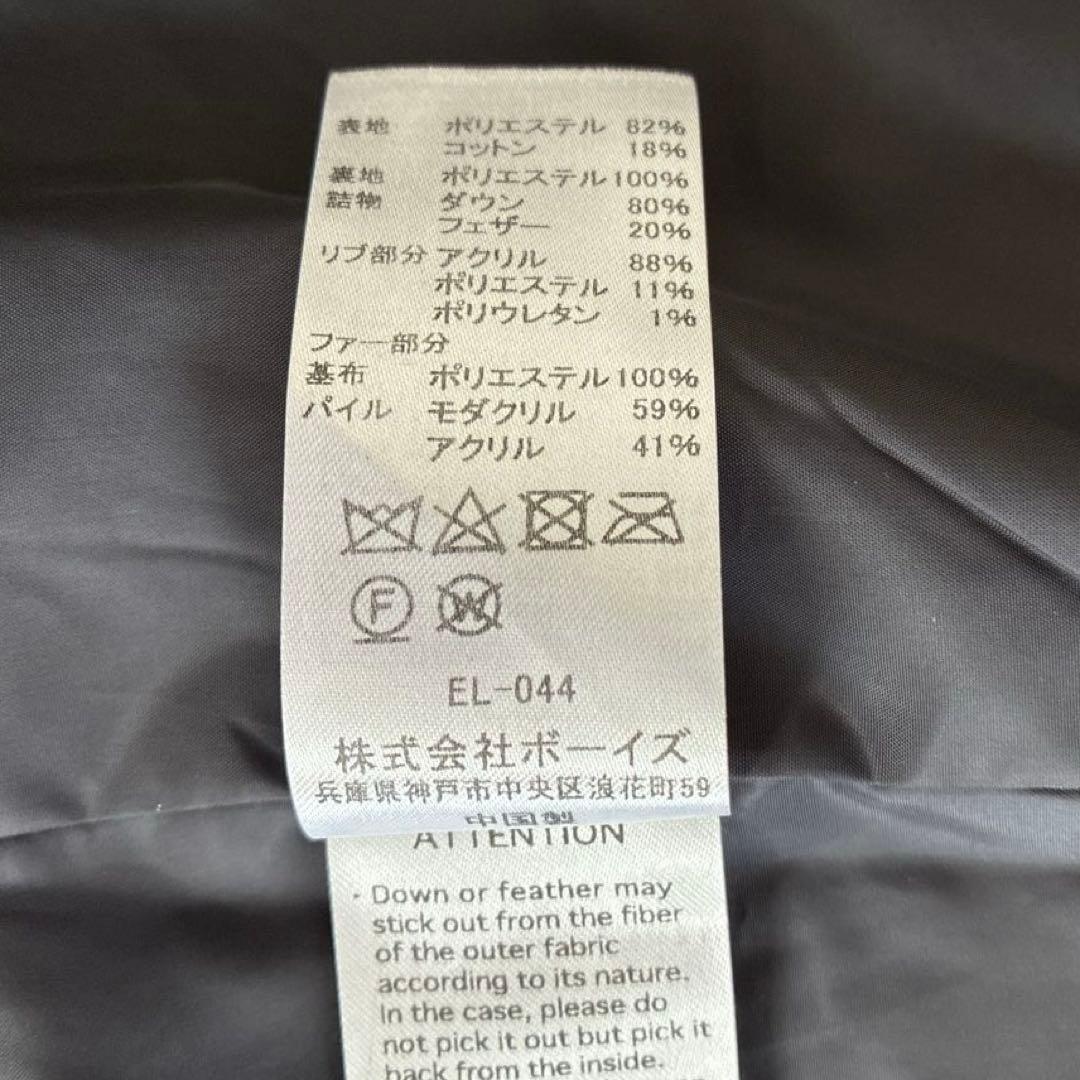 表地 ポリエステル 82%
コットン 18%
裏地 ポリエステル 100%
詰物 ダウン 80%
フェザー 20%
リブ部分 アクリル 88%
ポリエステル 11%
ポリウレタン 1%
ファー部分
基布 ポリエステル 100%
パイル モダクリル 59%
アクリル 41%
F W
EL-044
株式会社ボーイズ
兵庫県神戸市中央区浪花町59
中国製
ATTENTION
・Down or feather may
stick out from the fiber
of the outer fabric
according to its nature.
In the case, please do
not pick it out but pick it
back from the inside.